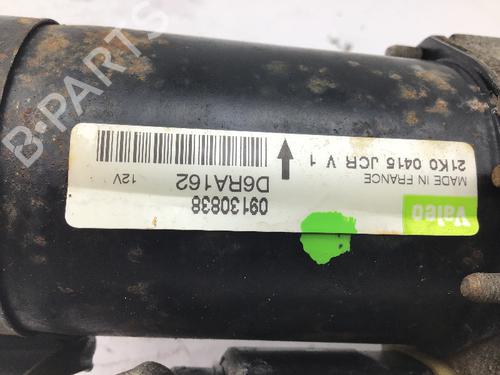 Valeo
MADE IN FRANCE
21K0 0415 JCR V 1
09130838
D6RA162
12V
B-PARTS